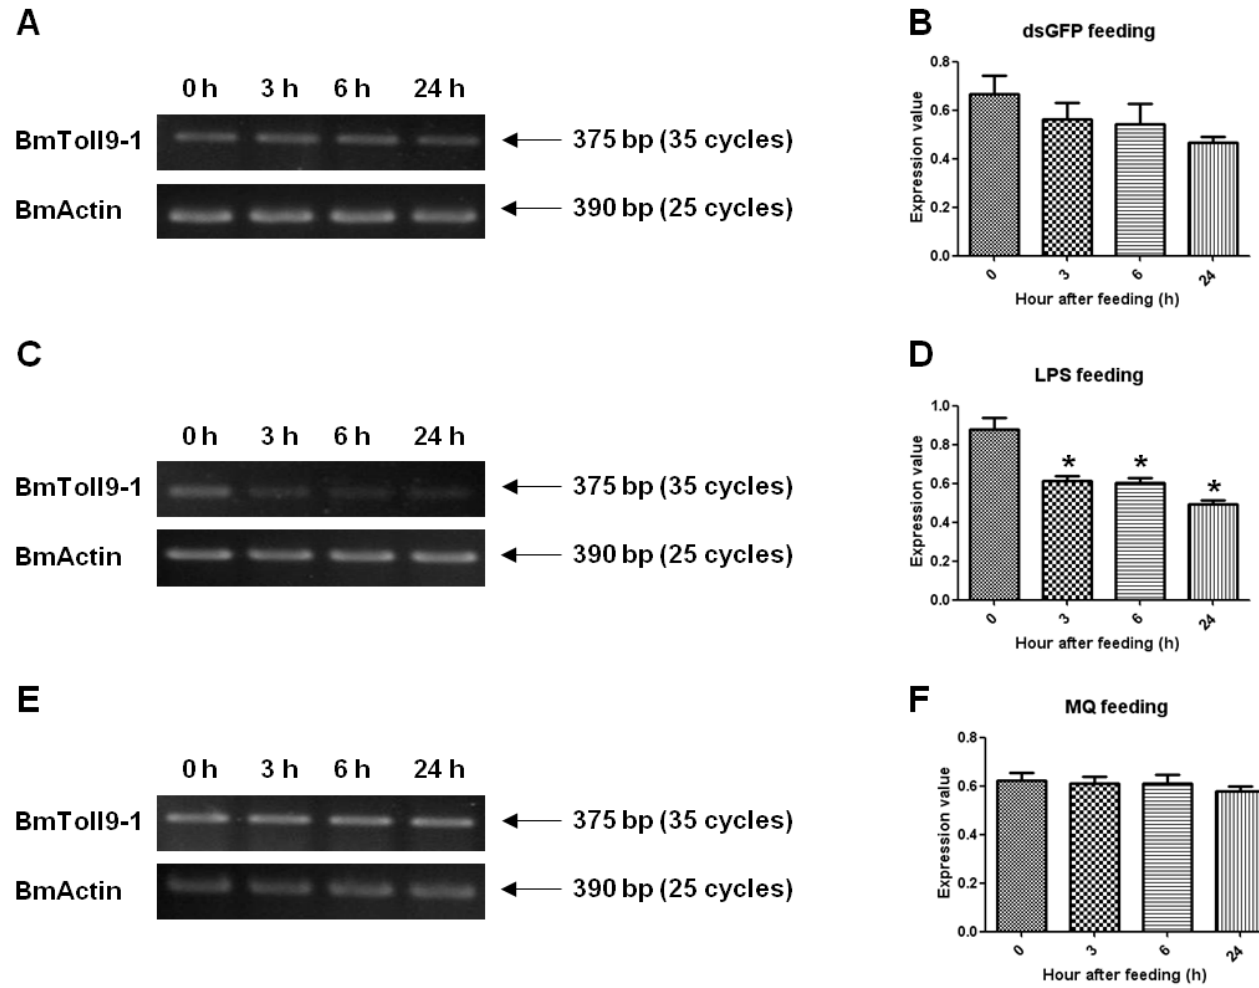 A
0 h 3 h 6 h 24 h
BmToll9-1
375 bp (35 cycles)
BmActin
390 bp (25 cycles)
B
dsGFP feeding
Expression value
0.8
0.6
0.4
0.2
0.0
0 3 6 24
Hour after feeding (h)
C
0 h 3 h 6 h 24 h
BmToll9-1
375 bp (35 cycles)
BmActin
390 bp (25 cycles)
D
LPS feeding
Expression value
1.0
0.8
0.6
0.4
0.2
0.0
* * *
0 3 6 24
Hour after feeding (h)
E
0 h 3 h 6 h 24 h
BmToll9-1
375 bp (35 cycles)
BmActin
390 bp (25 cycles)
F
MQ feeding
Expression value
0.8
0.6
0.4
0.2
0.0
0 3 6 24
Hour after feeding (h)